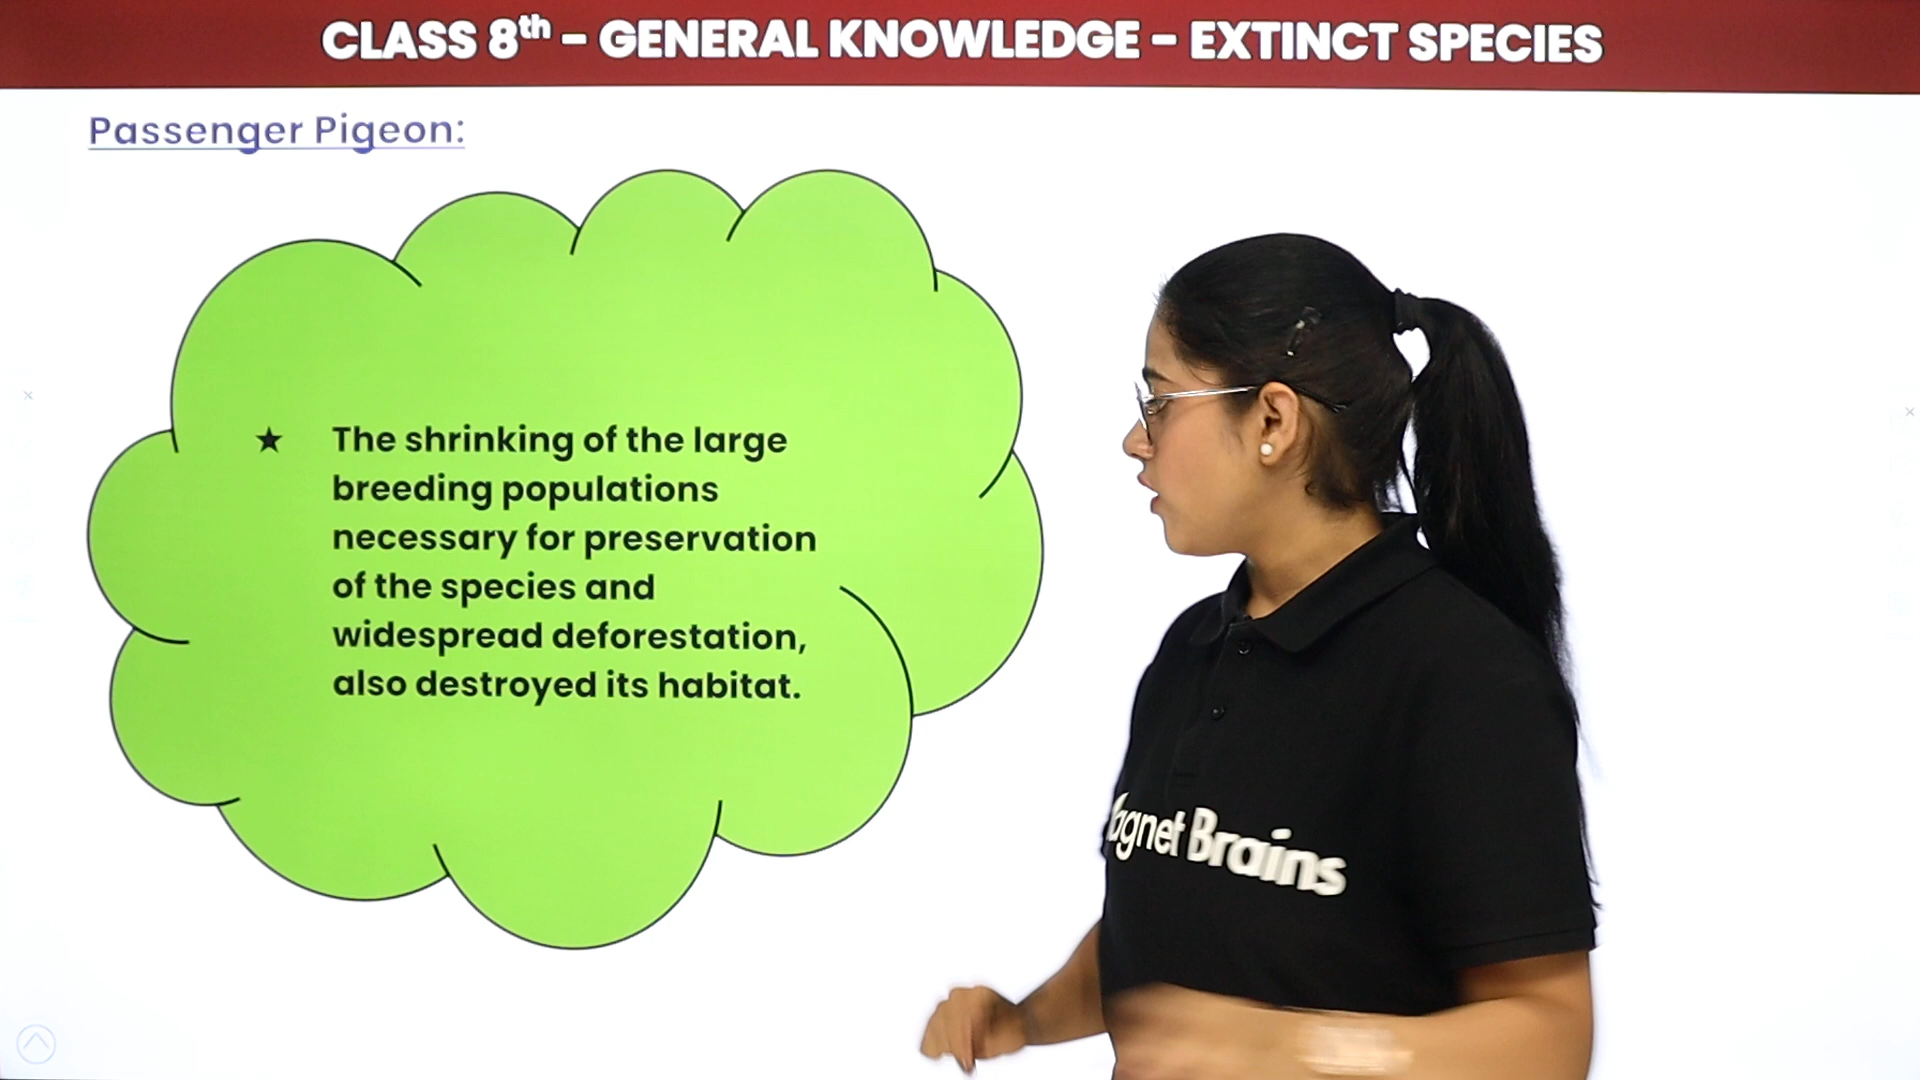 CLASS 8th - GENERAL KNOWLEDGE - EXTINCT SPECIES
Passenger Pigeon:
★ The shrinking of the large
breeding populations
necessary for preservation
of the species and
widespread deforestation,
also destroyed its habitat.
agnet Brains